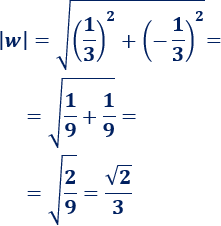 |w| = √((1/3)² + (−1/3)²) =
= √(1/9 + 1/9) =
= √(2/9) = √2/3